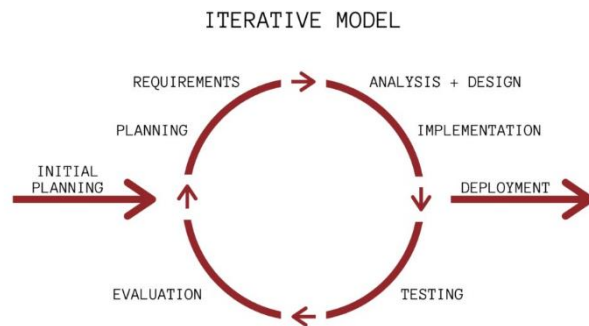 ITERATIVE MODEL
REQUIREMENTS
ANALYSIS + DESIGN
PLANNING
IMPLEMENTATION
INITIAL
PLANNING
DEPLOYMENT
EVALUATION
TESTING